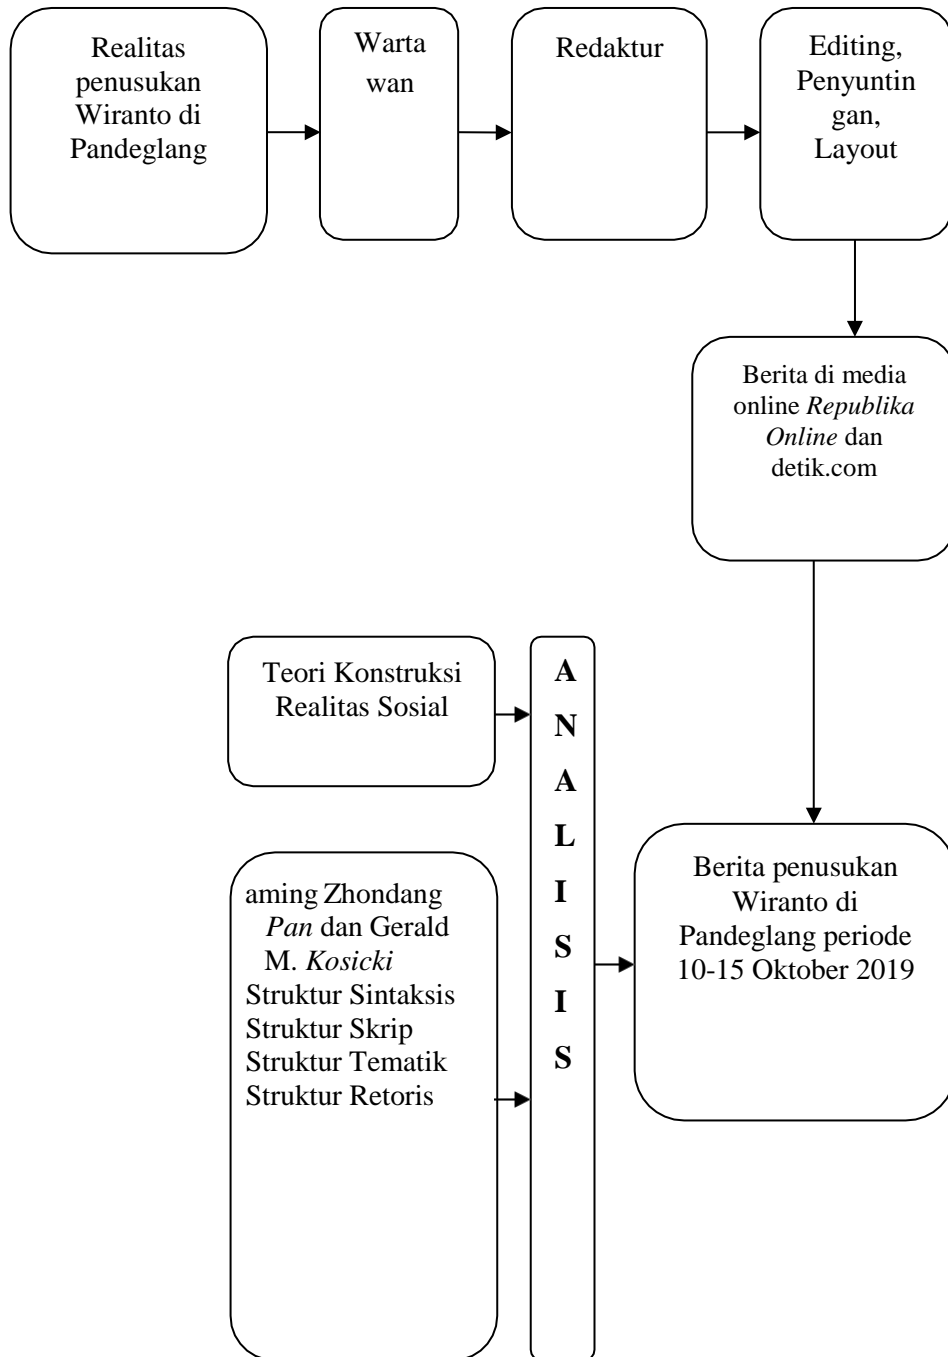 Realitas
penusukan
Wiranto di
Pandeglang
Warta
wan
Redaktur
Editing,
Penyuntin
gan,
Layout
Berita di media
online Republika
Online dan
detik.com
Teori Konstruksi
Realitas Sosial
A
N
A
L
I
S
I
S
aming Zhondang
Pan dan Gerald
M. Kosicki
Struktur Sintaksis
Struktur Skrip
Struktur Tematik
Struktur Retoris
Berita penusukan
Wiranto di
Pandeglang periode
10-15 Oktober 2019